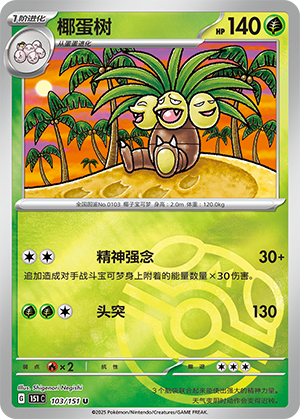 1阶进化
椰蛋树
HP 140
从蛋蛋进化
全国图鉴No.0103 椰子宝可梦 身高：2.0m 体重：120.0kg
精神强念 30+
追加造成对手战斗宝可梦身上附着的能量数量×30伤害。
头突 130
弱点 ×2 抗性 撤退
Illus. Shigenori Negishi
G 151 C 103/151 U
©2025 Pokémon/Nintendo/Creatures/GAME FREAK.